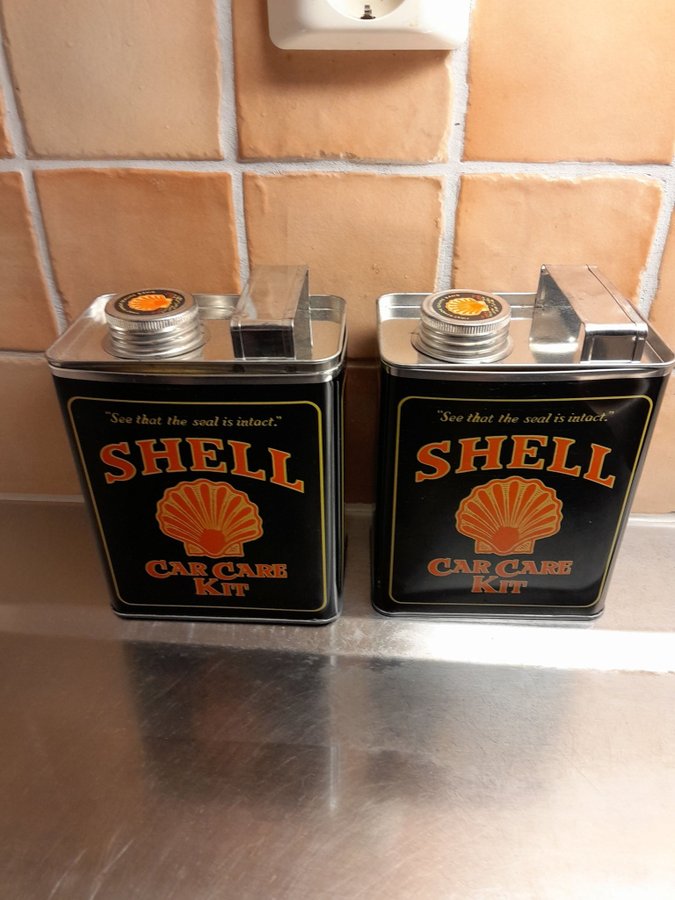 "See that the seal is intact."
SHELL
CAR CARE
KIT
"See that the seal is intact."
SHELL
CAR CARE
KIT